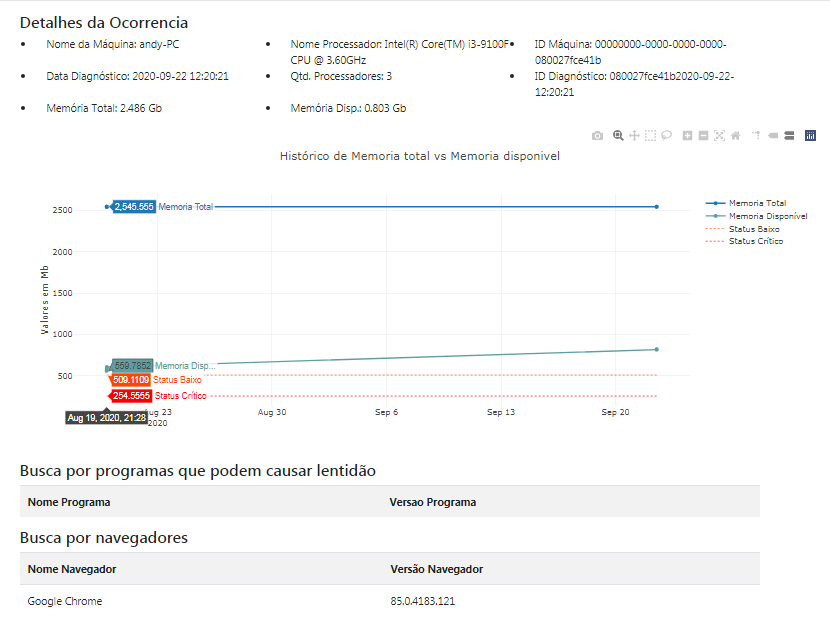 Detalhes da Ocorrencia
Nome da Máquina: andy-PC
Nome Processador: Intel(R) Core(TM) i3-9100F
CPU @ 3.60GHz
ID Máquina: 00000000-0000-0000-0000-
080027fce41b
Data Diagnóstico: 2020-09-22 12:20:21
Qtd. Processadores: 3
ID Diagnóstico: 080027fce41b2020-09-22-
12:20:21
Memória Total: 2.486 Gb
Memória Disp.: 0.803 Gb
Histórico de Memoria total vs Memoria disponivel
Valores em Mb
2500
2000
1500
1000
500
2,545.555 Memoria Total
559.7852 Memoria Disp...
509.1109 Status Baixo
254.5555 Status Crítico
Aug 19, 2020, 21:28
ug 23
2020
Aug 30
Sep 6
Sep 13
Sep 20
Memoria Total
Memoria Disponível
Status Baixo
Status Crítico
Busca por programas que podem causar lentidão
Nome Programa Versao Programa
Busca por navegadores
Nome Navegador Versão Navegador
Google Chrome 85.0.4183.121